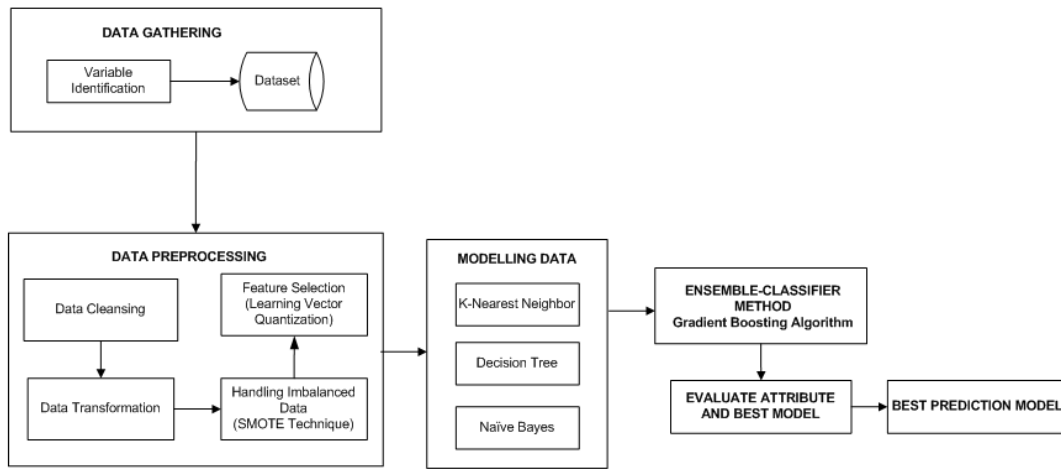 DATA GATHERING
Variable
Identification
Dataset
DATA PREPROCESSING
Data Cleansing
Feature Selection
(Learning Vector
Quantization)
Data Transformation
Handling Imbalanced
Data
(SMOTE Technique)
MODELLING DATA
K-Nearest Neighbor
Decision Tree
Naïve Bayes
ENSEMBLE-CLASSIFIER
METHOD
Gradient Boosting Algorithm
EVALUATE ATTRIBUTE
AND BEST MODEL
BEST PREDICTION MODEL